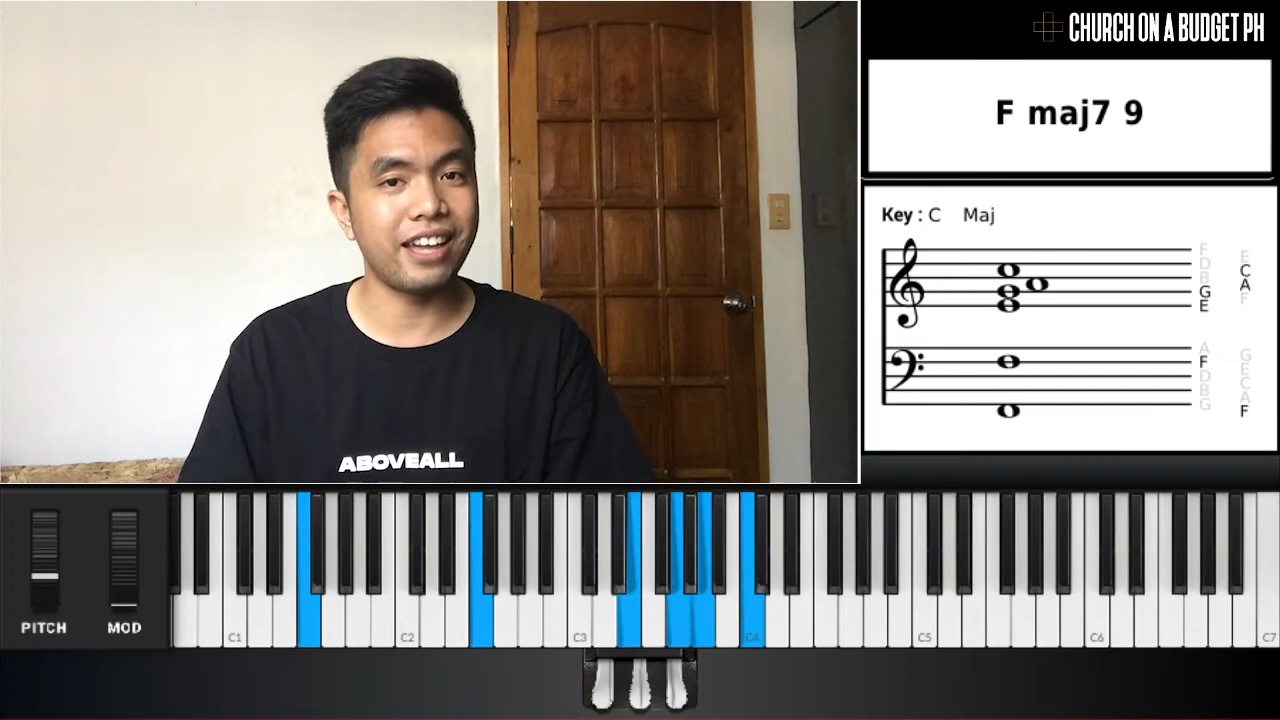 CHURCH ON A BUDGET PH
F maj7 9
Key : C Maj
F
E
D
C
B
A
G
F
E
A
G
F
E
D
C
B
A
G
F
ABOVEALL
PITCH
MOD
C1
C2
C3
C4
C5
C6
C7